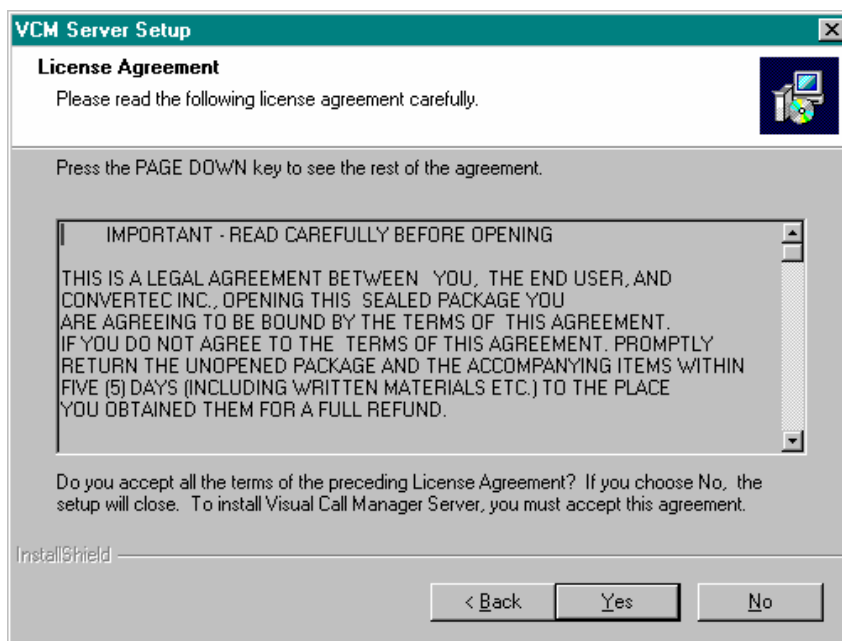 VCM Server Setup
License Agreement
Please read the following license agreement carefully.
Press the PAGE DOWN key to see the rest of the agreement.
IMPORTANT - READ CAREFULLY BEFORE OPENING
THIS IS A LEGAL AGREEMENT BETWEEN YOU, THE END USER, AND
CONVERTEC INC., OPENING THIS SEALED PACKAGE YOU
ARE AGREEING TO BE BOUND BY THE TERMS OF THIS AGREEMENT.
IF YOU DO NOT AGREE TO THE TERMS OF THIS AGREEMENT. PROMPTLY
RETURN THE UNOPENED PACKAGE AND THE ACCOMPANYING ITEMS WITHIN
FIVE (5) DAYS (INCLUDING WRITTEN MATERIALS ETC.) TO THE PLACE
YOU OBTAINED THEM FOR A FULL REFUND.
Do you accept all the terms of the preceding License Agreement? If you choose No, the
setup will close. To install Visual Call Manager Server, you must accept this agreement.
InstallShield
< Back Yes No